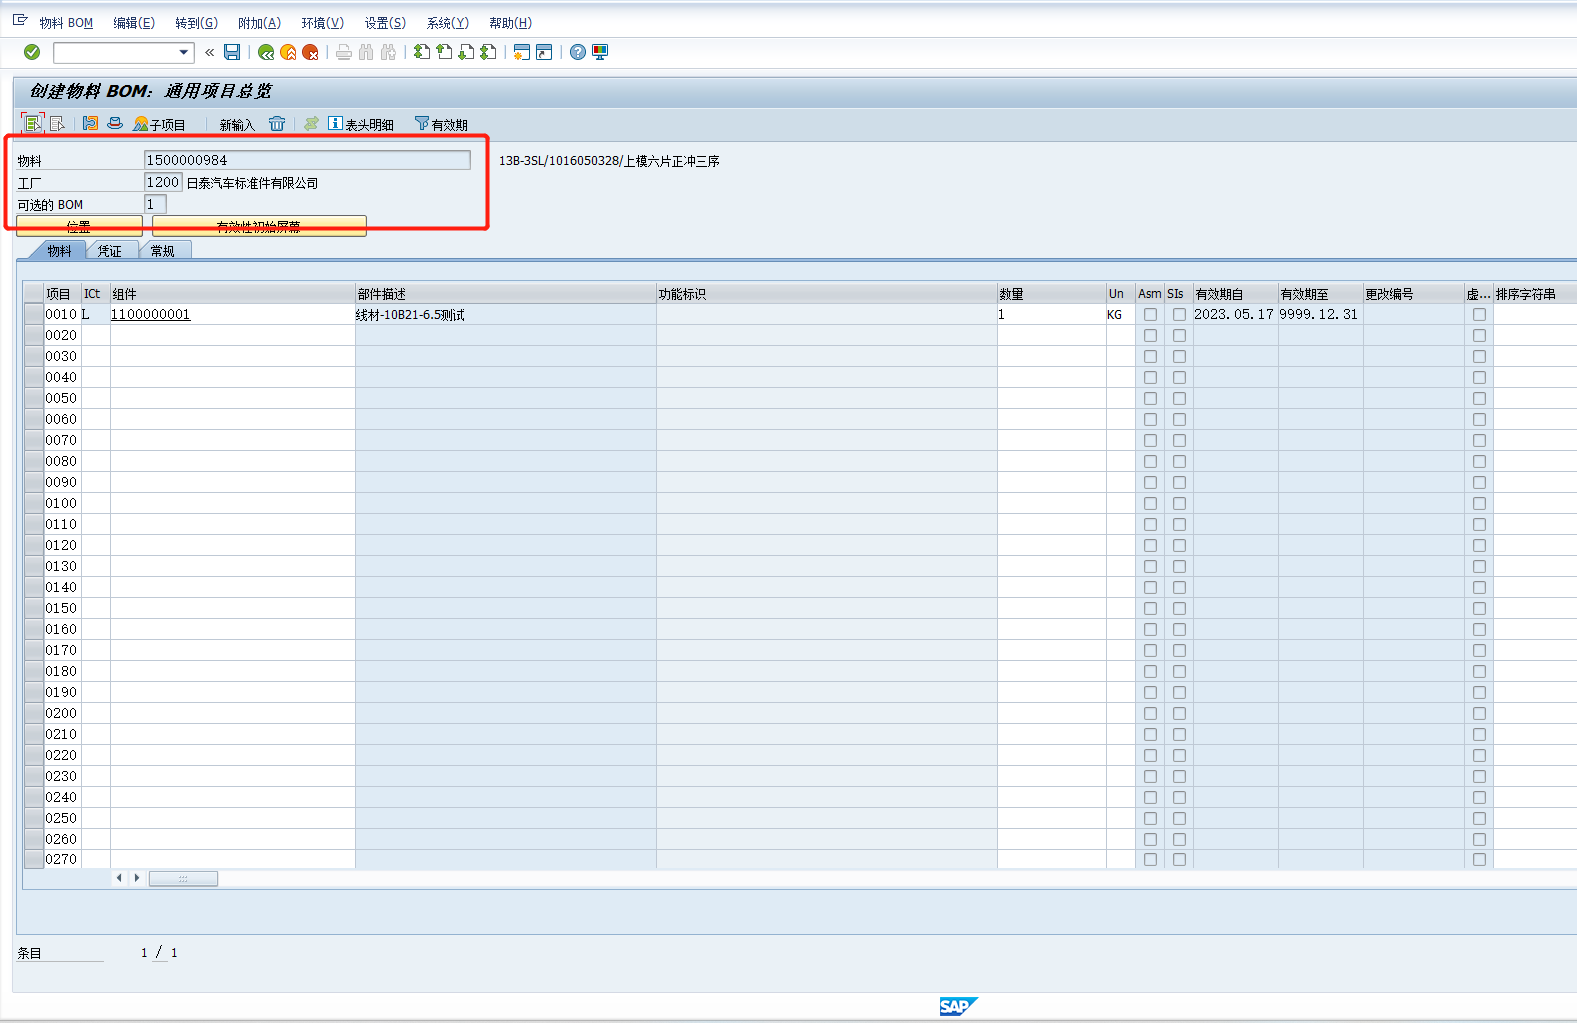 物料 BOM 编辑(E) 转到(G) 附加(A) 环境(V) 设置(S) 系统(Y) 帮助(H)
创建物料 BOM: 通用项目总览
子项目 新输入 表头明细 有效期
物料 1500000984 13B-3SL/1016050328/上模六片正冲三序
工厂 1200 日泰汽车标准件有限公司
可选的 BOM 1
位置 有效性初始屏幕
物料 凭证 常规
项目 ICt 组件 部件描述 功能标识 数量 Un Asm SIs 有效期自 有效期至 更改编号 虚... 排序字符串
0010 L 1100000001 线材-10B21-6.5测试 1 KG 2023.05.17 9999.12.31
0020
0030
0040
0050
0060
0070
0080
0090
0100
0110
0120
0130
0140
0150
0160
0170
0180
0190
0200
0210
0220
0230
0240
0250
0260
0270
条目 1 / 1
SAP